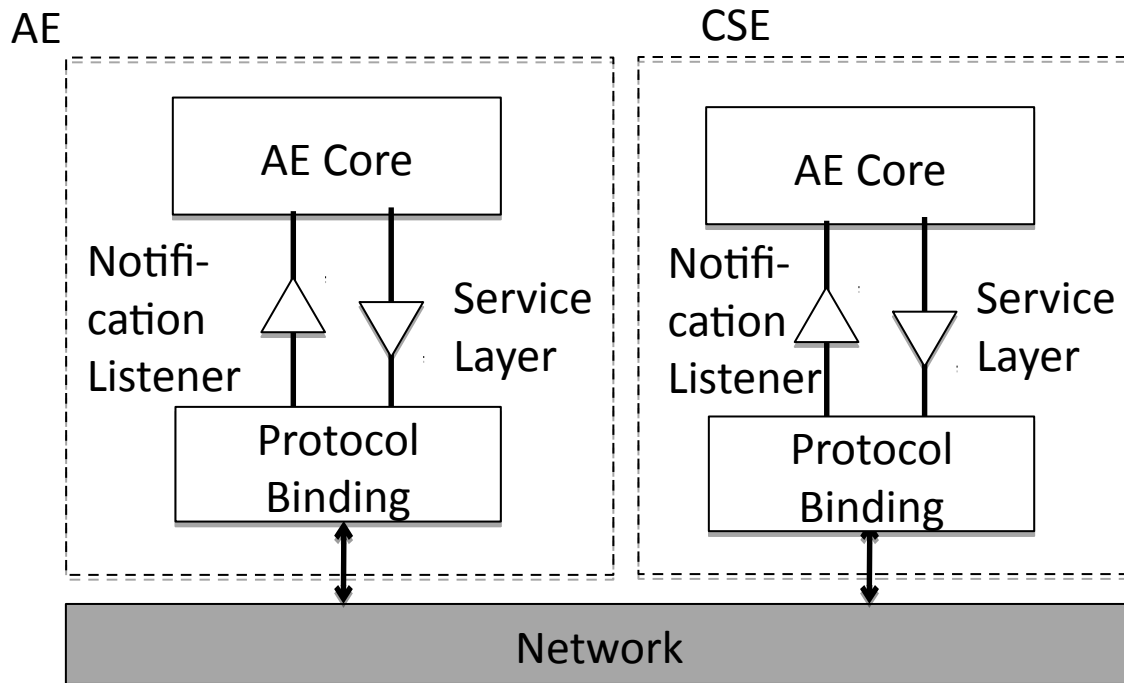 AE
CSE
AE Core
Notifi-
cation
Listener
Service
Layer
Protocol
Binding
AE Core
Notifi-
cation
Listener
Service
Layer
Protocol
Binding
Network